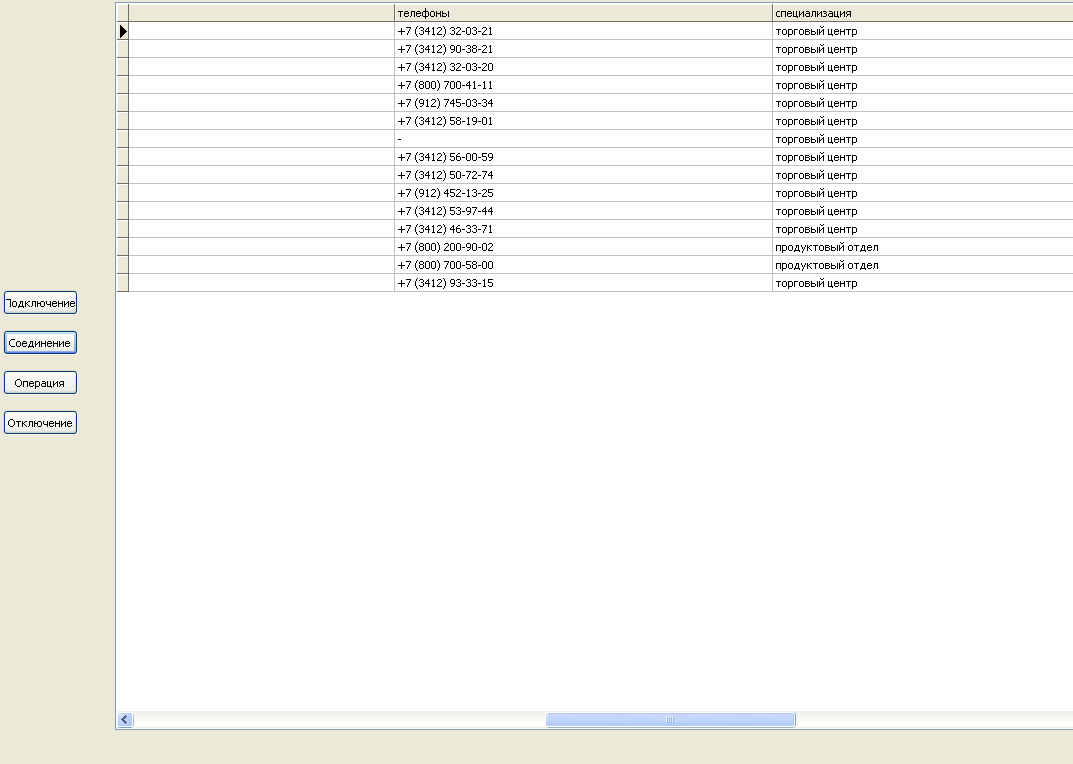 телефоны специализация
+7 (3412) 32-03-21 торговый центр
+7 (3412) 90-38-21 торговый центр
+7 (3412) 32-03-20 торговый центр
+7 (800) 700-41-11 торговый центр
+7 (912) 745-03-34 торговый центр
+7 (3412) 58-19-01 торговый центр
- торговый центр
+7 (3412) 56-00-59 торговый центр
+7 (3412) 50-72-74 торговый центр
+7 (912) 452-13-25 торговый центр
+7 (3412) 53-97-44 торговый центр
+7 (3412) 46-33-71 торговый центр
+7 (800) 200-90-02 продуктовый отдел
+7 (800) 700-58-00 продуктовый отдел
+7 (3412) 93-33-15 торговый центр
Подключение
Соединение
Операция
Отключение